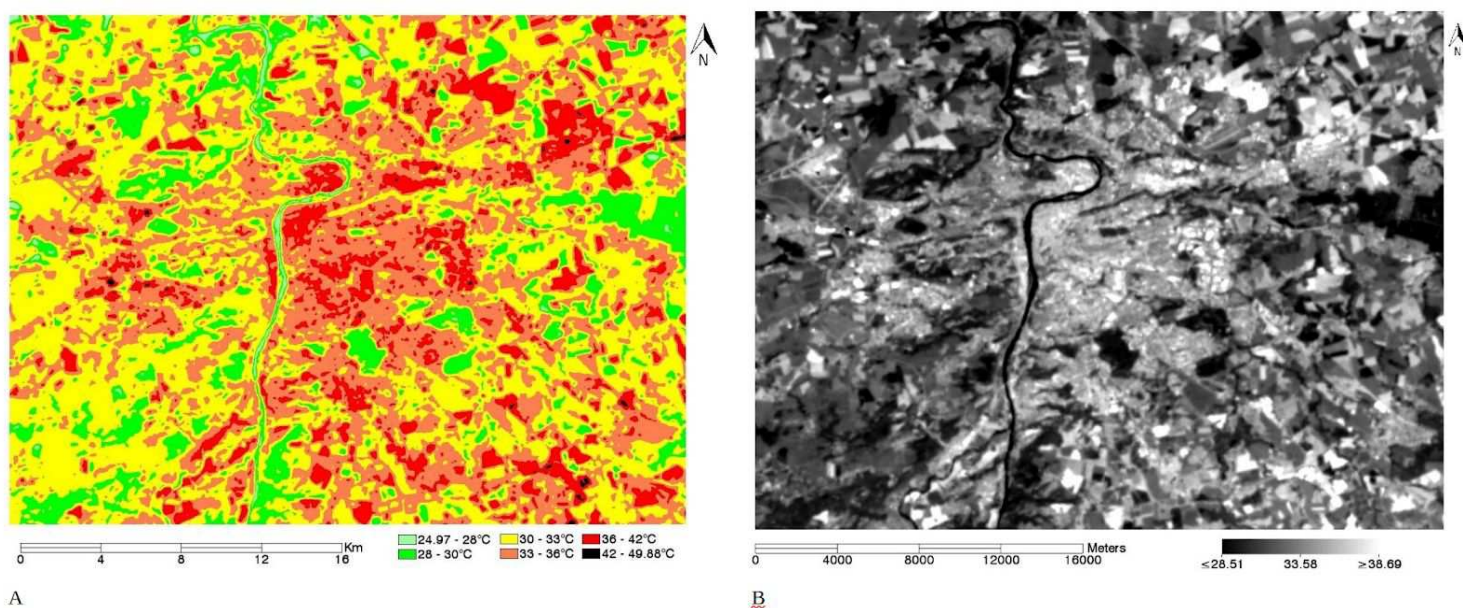 N
N
24.97 - 28°C 30 - 33°C 36 - 42°C
28 - 30°C 33 - 36°C 42 - 49.88°C
Km
0 4 8 12 16
Meters
0 4000 8000 12000 16000
≤28.51 33.58 ≥38.69
A
B